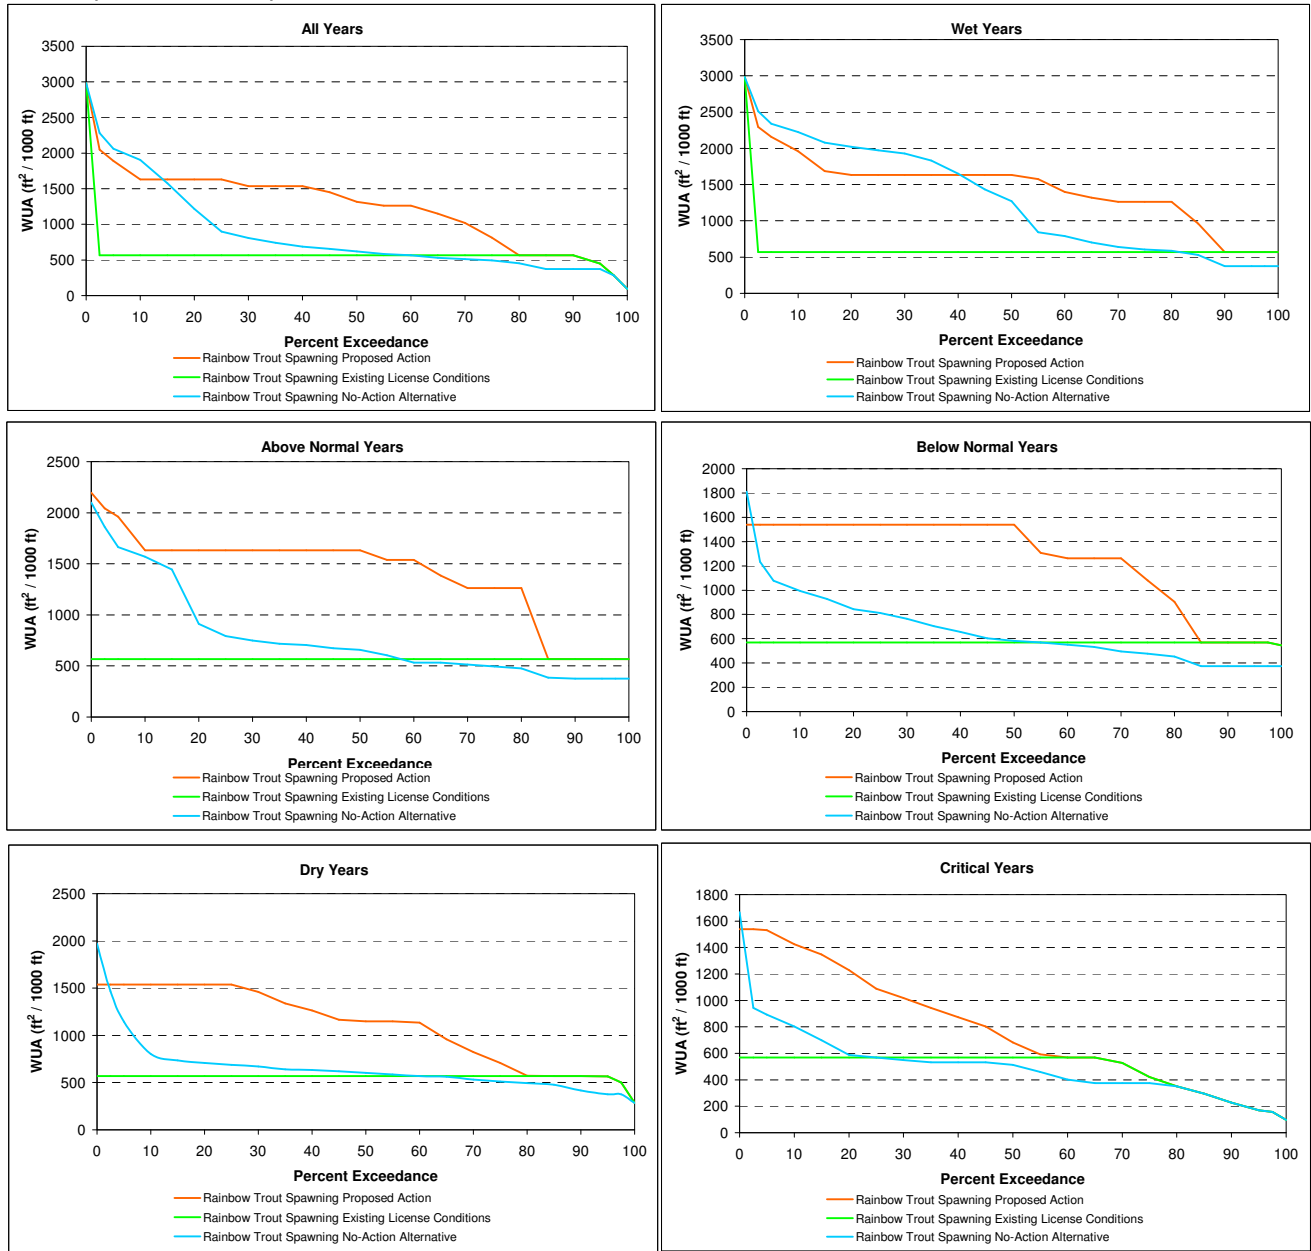 All Years
WUA (ft² / 1000 ft)
3500
3000
2500
2000
1500
1000
500
0
0 10 20 30 40 50 60 70 80 90 100
Percent Exceedance
Rainbow Trout Spawning Proposed Action
Rainbow Trout Spawning Existing License Conditions
Rainbow Trout Spawning No-Action Alternative
Wet Years
WUA (ft² / 1000 ft)
3500
3000
2500
2000
1500
1000
500
0
0 10 20 30 40 50 60 70 80 90 100
Percent Exceedance
Rainbow Trout Spawning Proposed Action
Rainbow Trout Spawning Existing License Conditions
Rainbow Trout Spawning No-Action Alternative
Above Normal Years
WUA (ft² / 1000 ft)
2500
2000
1500
1000
500
0
0 10 20 30 40 50 60 70 80 90 100
Percent Exceedance
Rainbow Trout Spawning Proposed Action
Rainbow Trout Spawning Existing License Conditions
Rainbow Trout Spawning No-Action Alternative
Below Normal Years
WUA (ft² / 1000 ft)
2000
1800
1600
1400
1200
1000
800
600
400
200
0
0 10 20 30 40 50 60 70 80 90 100
Percent Exceedance
Rainbow Trout Spawning Proposed Action
Rainbow Trout Spawning Existing License Conditions
Rainbow Trout Spawning No-Action Alternative
Dry Years
WUA (ft² / 1000 ft)
2500
2000
1500
1000
500
0
0 10 20 30 40 50 60 70 80 90 100
Percent Exceedance
Rainbow Trout Spawning Proposed Action
Rainbow Trout Spawning Existing License Conditions
Rainbow Trout Spawning No-Action Alternative
Critical Years
WUA (ft² / 1000 ft)
1800
1600
1400
1200
1000
800
600
400
200
0
0 10 20 30 40 50 60 70 80 90 100
Percent Exceedance
Rainbow Trout Spawning Proposed Action
Rainbow Trout Spawning Existing License Conditions
Rainbow Trout Spawning No-Action Alternative